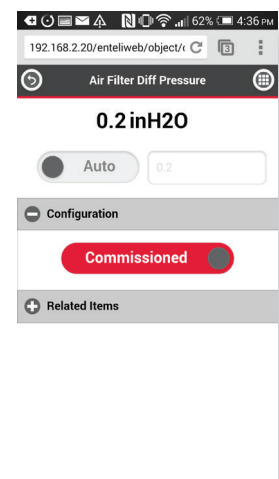 62% 4:36 PM
192.168.2.20/enteliweb/object/ 3
Air Filter Diff Pressure
0.2 inH2O
Auto 0.2
Configuration
Commissioned
Related Items